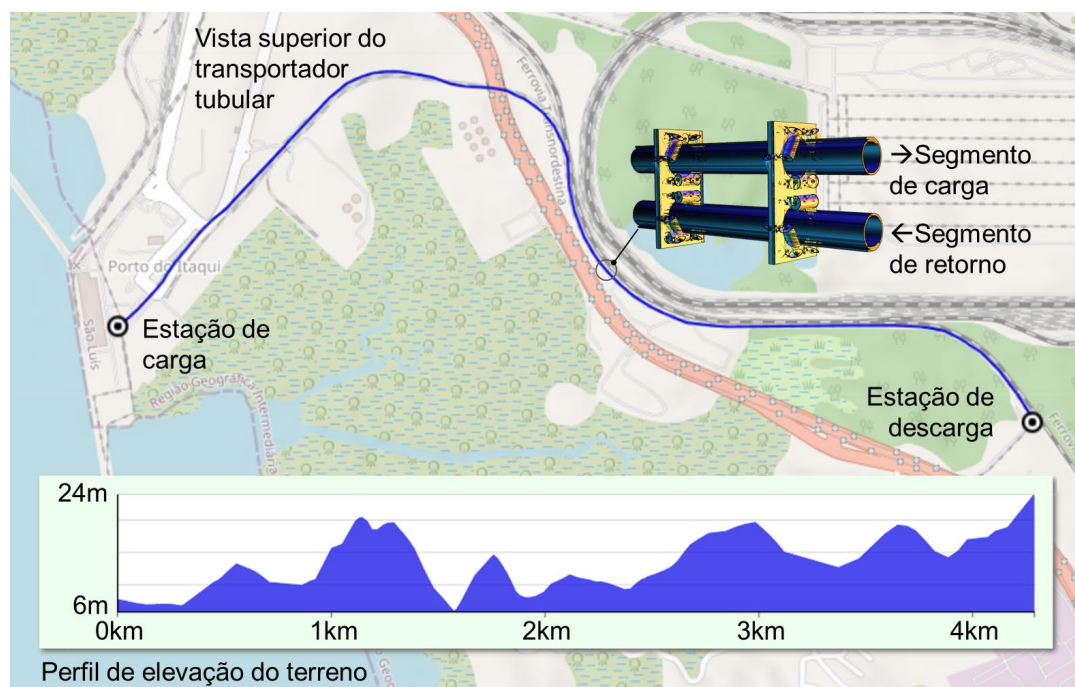 Vista superior do
transportador
tubular
Ferrovia Transnordestina
→Segmento
de carga
←Segmento
de retorno
Porto do Itaqui
Estação de
carga
São Luís
Região Geográfica Intermediária
Estação de
descarga
24m
6m
0km
1km
2km
3km
4km
Perfil de elevação do terreno